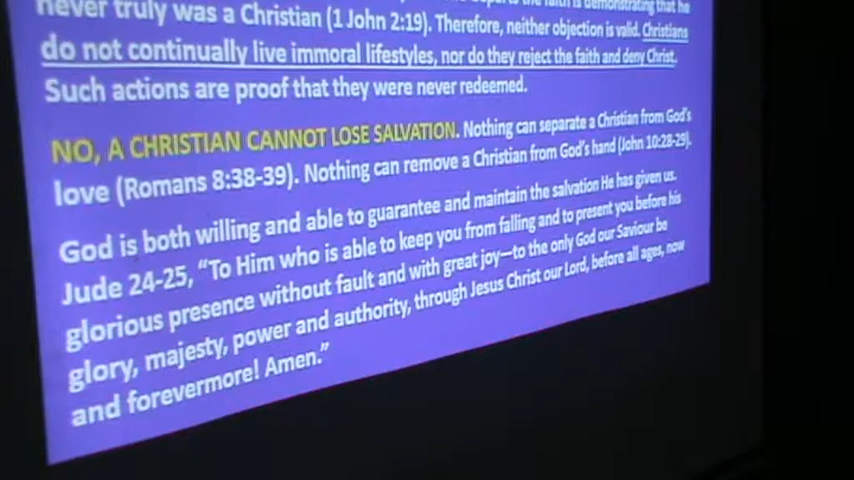 the faith is demonstrating that he
never truly was a Christian (1 John 2:19). Therefore, neither objection is valid. Christians
do not continually live immoral lifestyles, nor do they reject the faith and deny Christ.
Such actions are proof that they were never redeemed.
NO, A CHRISTIAN CANNOT LOSE SALVATION. Nothing can separate a Christian from God's
love (Romans 8:38-39). Nothing can remove a Christian from God's hand (John 10:28-29).
God is both willing and able to guarantee and maintain the salvation He has given us.
Jude 24-25, “To Him who is able to keep you from falling and to present you before his
glorious presence without fault and with great joy—to the only God our Saviour be
glory, majesty, power and authority, through Jesus Christ our Lord, before all ages, now
and forevermore! Amen.”